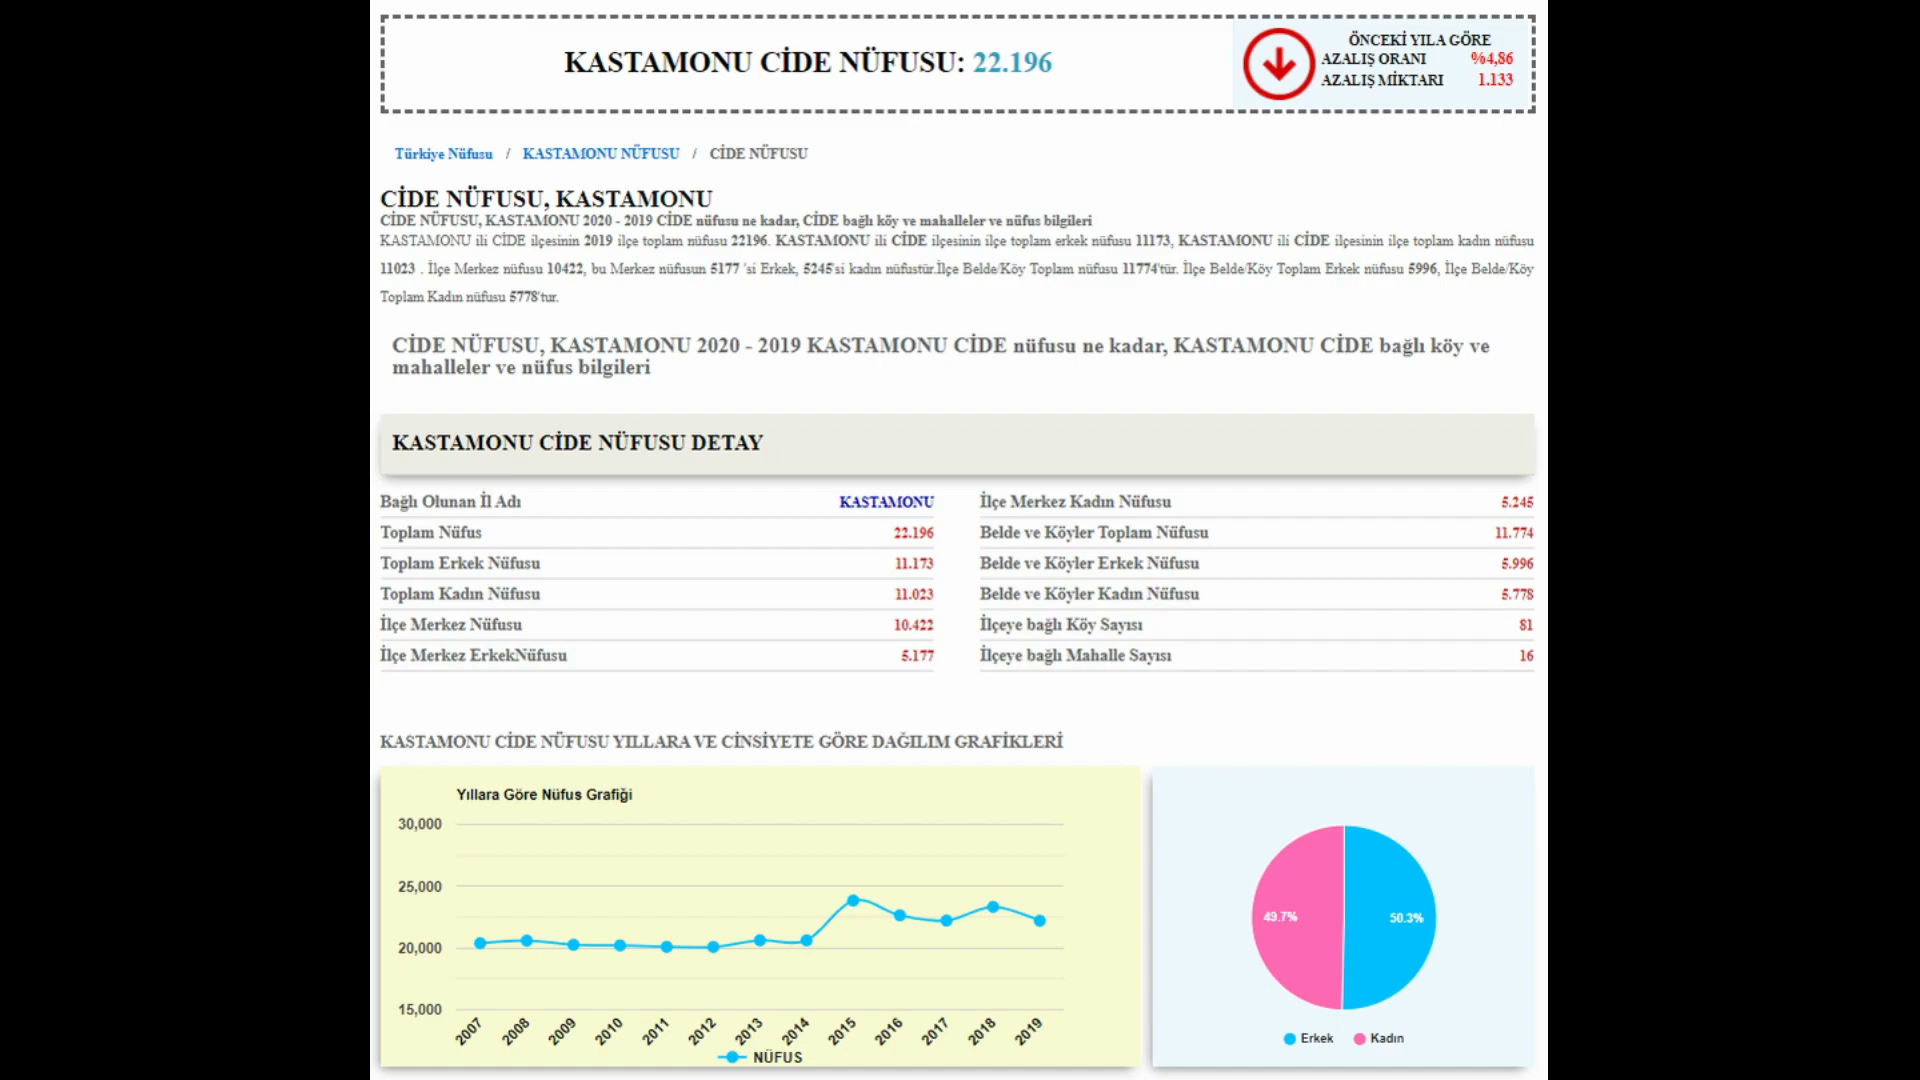 KASTAMONU CİDE NÜFUSU: 22.196
ÖNCEKİ YILA GÖRE
AZALIŞ ORANI %4,86
AZALIŞ MİKTARI 1.133
Türkiye Nüfusu / KASTAMONU NÜFUSU / CİDE NÜFUSU
CİDE NÜFUSU, KASTAMONU
CİDE NÜFUSU, KASTAMONU 2020 - 2019 CİDE nüfusu ne kadar, CİDE bağlı köy ve mahalleler ve nüfus bilgileri
KASTAMONU ili CİDE ilçesinin 2019 ilçe toplam nüfusu 22196. KASTAMONU ili CİDE ilçesinin ilçe toplam erkek nüfusu 11173, KASTAMONU ili CİDE ilçesinin ilçe toplam kadın nüfusu
11023 . İlçe Merkez nüfusu 10422, bu Merkez nüfusun 5177 'si Erkek, 5245'si kadın nüfustür.İlçe Belde/Köy Toplam nüfusu 11774'tür. İlçe Belde/Köy Toplam Erkek nüfusu 5996, İlçe Belde/Köy
Toplam Kadın nüfusu 5778'tur.
CİDE NÜFUSU, KASTAMONU 2020 - 2019 KASTAMONU CİDE nüfusu ne kadar, KASTAMONU CİDE bağlı köy ve
mahalleler ve nüfus bilgileri
KASTAMONU CİDE NÜFUSU DETAY
Bağlı Olunan İl Adı KASTAMONU
Toplam Nüfus 22.196
Toplam Erkek Nüfusu 11.173
Toplam Kadın Nüfusu 11.023
İlçe Merkez Nüfusu 10.422
İlçe Merkez ErkekNüfusu 5.177
İlçe Merkez Kadın Nüfusu 5.245
Belde ve Köyler Toplam Nüfusu 11.774
Belde ve Köyler Erkek Nüfusu 5.996
Belde ve Köyler Kadın Nüfusu 5.778
İlçeye bağlı Köy Sayısı 81
İlçeye bağlı Mahalle Sayısı 16
KASTAMONU CİDE NÜFUSU YILLARA VE CİNSİYETE GÖRE DAĞILIM GRAFİKLERİ
Yıllara Göre Nüfus Grafiği
30,000
25,000
20,000
15,000
2007 2008 2009 2010 2011 2012 2013 2014 2015 2016 2017 2018 2019
NÜFUS
49.7% 50.3%
Erkek Kadın